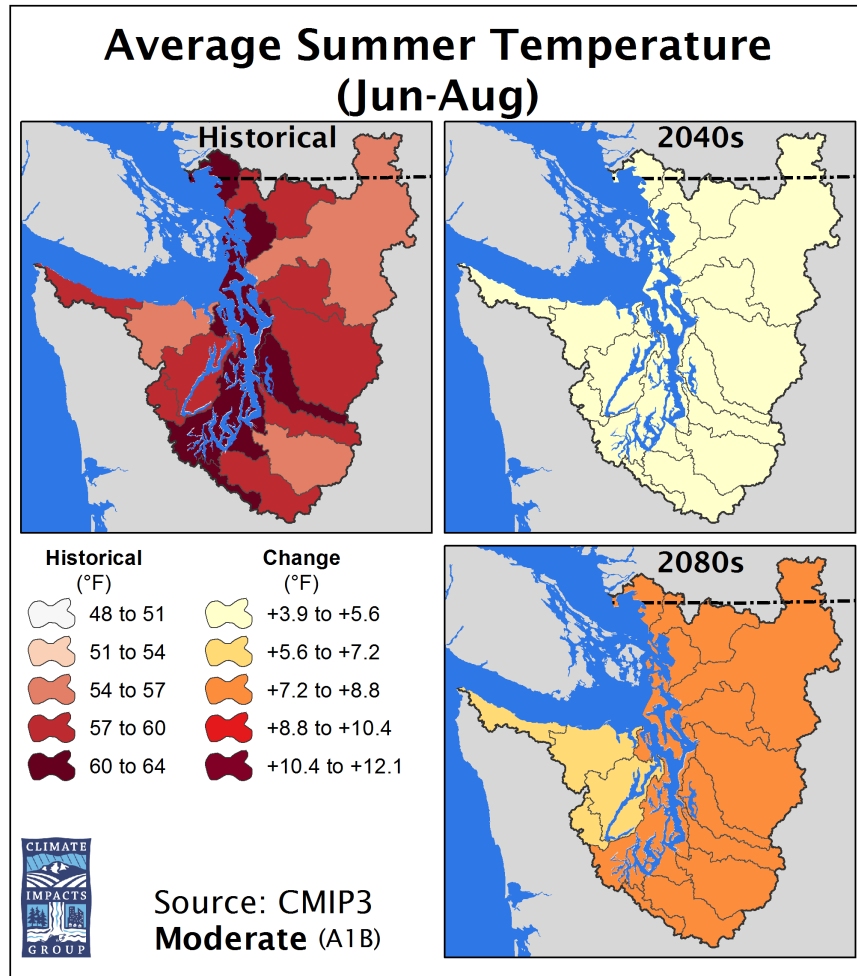 Average Summer Temperature
(Jun-Aug)
Historical
2040s
Historical
(°F)
48 to 51
51 to 54
54 to 57
57 to 60
60 to 64
Change
(°F)
+3.9 to +5.6
+5.6 to +7.2
+7.2 to +8.8
+8.8 to +10.4
+10.4 to +12.1
2080s
CLIMATE
IMPACTS
GROUP
Source: CMIP3
Moderate (A1B)